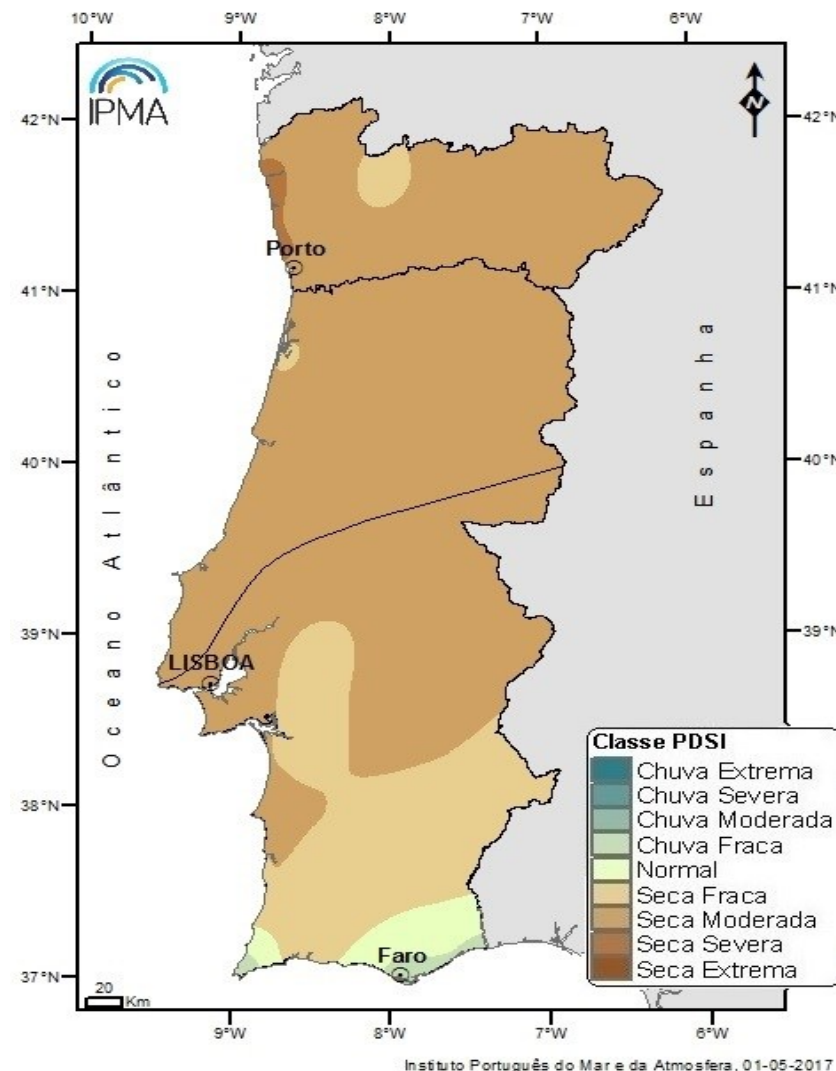 10°W 9°W 8°W 7°W 6°W
IPMA
N
42°N 42°N
Porto
41°N 41°N
Oceano Atlântico
Espanha
40°N 40°N
39°N 39°N
LISBOA
Classe PDSI
Chuva Extrema
Chuva Severa
Chuva Moderada
Chuva Fraca
Normal
Seca Fraca
Seca Moderada
Seca Severa
Seca Extrema
38°N
Faro
37°N
20
Km
9°W 8°W 7°W 6°W
Instituto Português do Mar e da Atmosfera, 01-05-2017